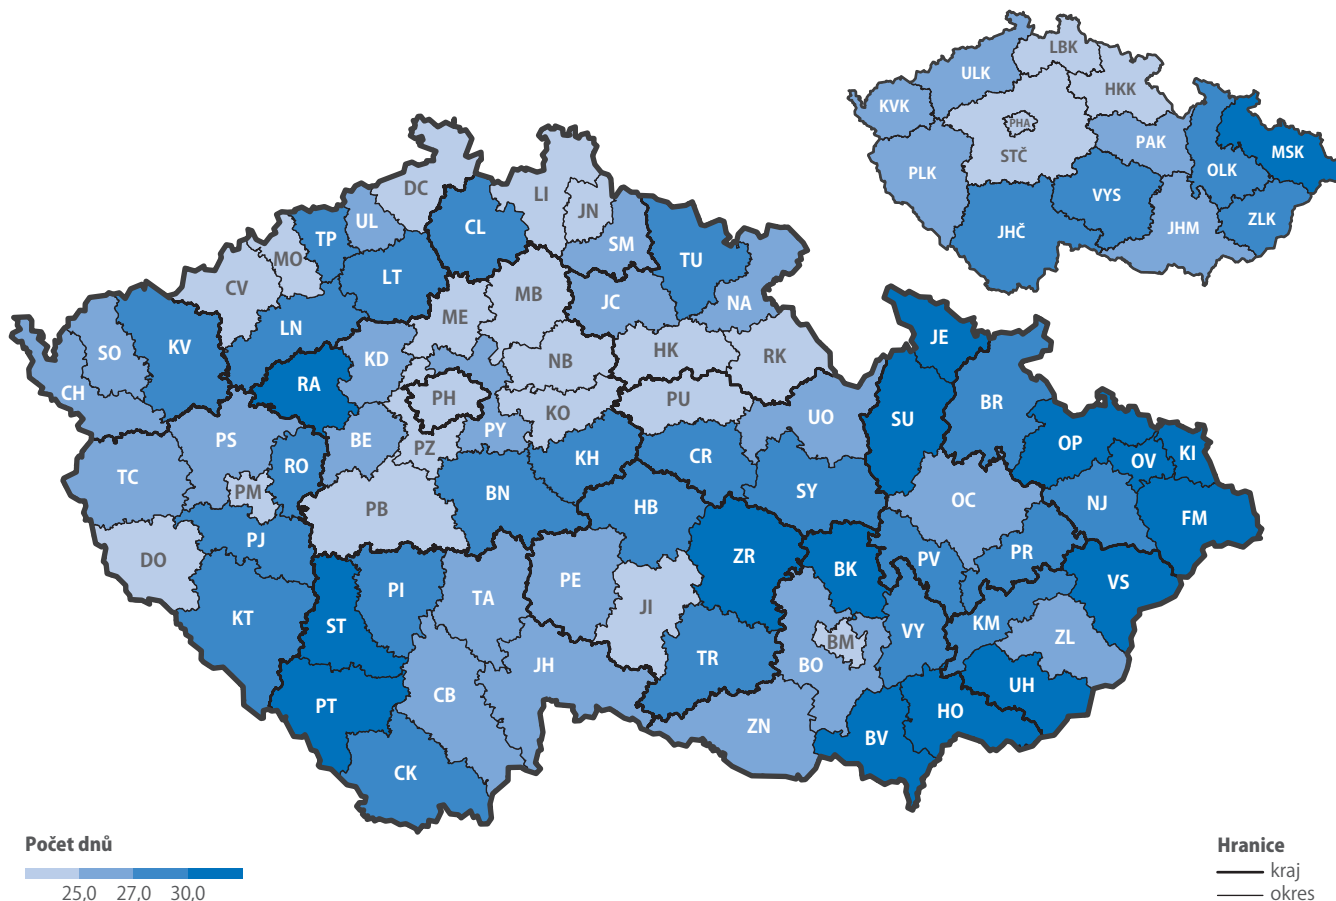 LBK
ULK
HKK
KVK
PHA
PAK
STČ
MSK
PLK
OLK
VYS
ZLK
JHČ
JHM
DC
LI
JN
UL
TP
CL
SM
TU
MO
LT
CV
MB
JC
NA
ME
LN
SO
KV
KD
NB
HK
RK
JE
RA
CH
PH
KO
PU
BR
UO
SU
PS
BE
PZ
PY
OP
KI
OV
RO
KH
CR
TC
PM
BN
SY
OC
NJ
PB
HB
FM
PJ
DO
ZR
PR
PV
BK
VS
PI
TA
PE
JI
KT
ST
KM
VY
ZL
BM
TR
BO
JH
UH
CB
PT
HO
ZN
BV
CK
Počet dnů
25,0 27,0 30,0
Hranice
kraj
okres